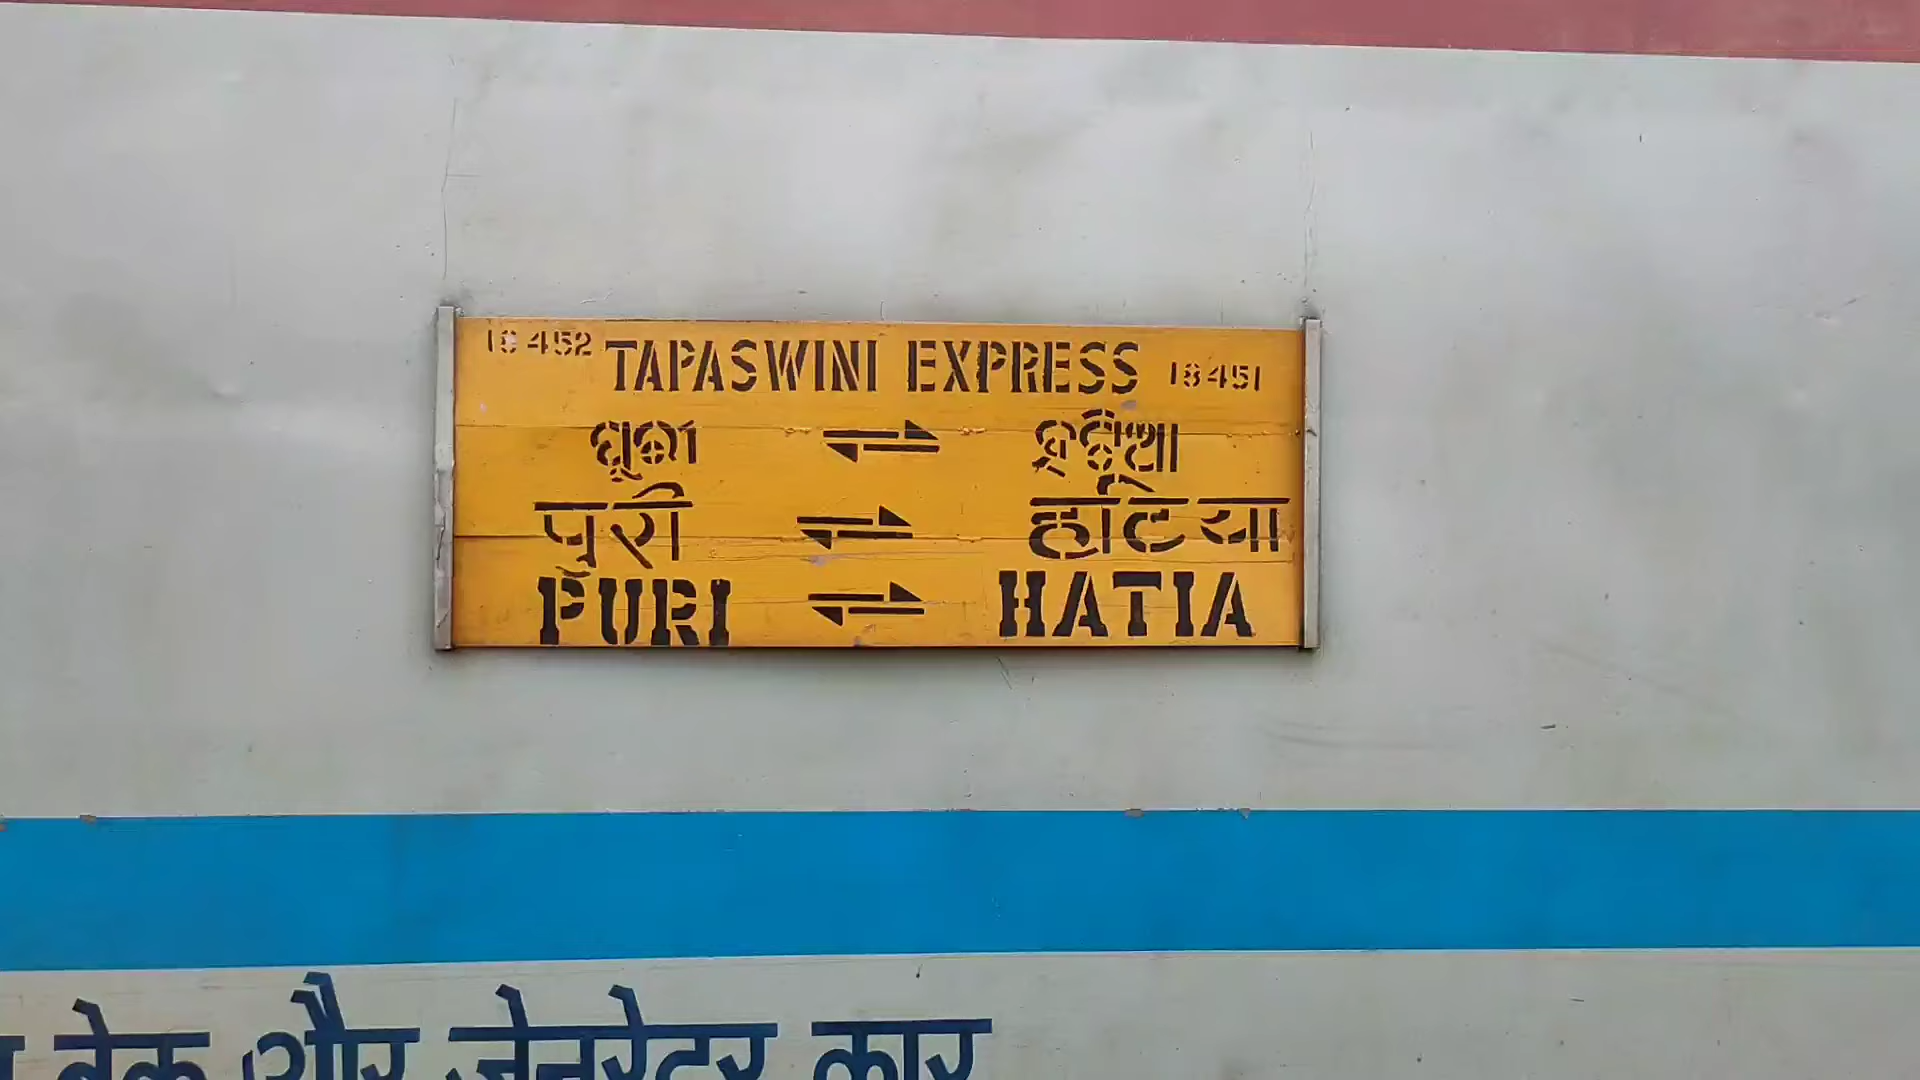 18452 TAPASWINI EXPRESS 18451
ପୁରୀ ⇌ ହଟିଆ
पुरी ⇌ हटिया
PURI ⇌ HATIA
ब्रेक और जेनरेटर कार